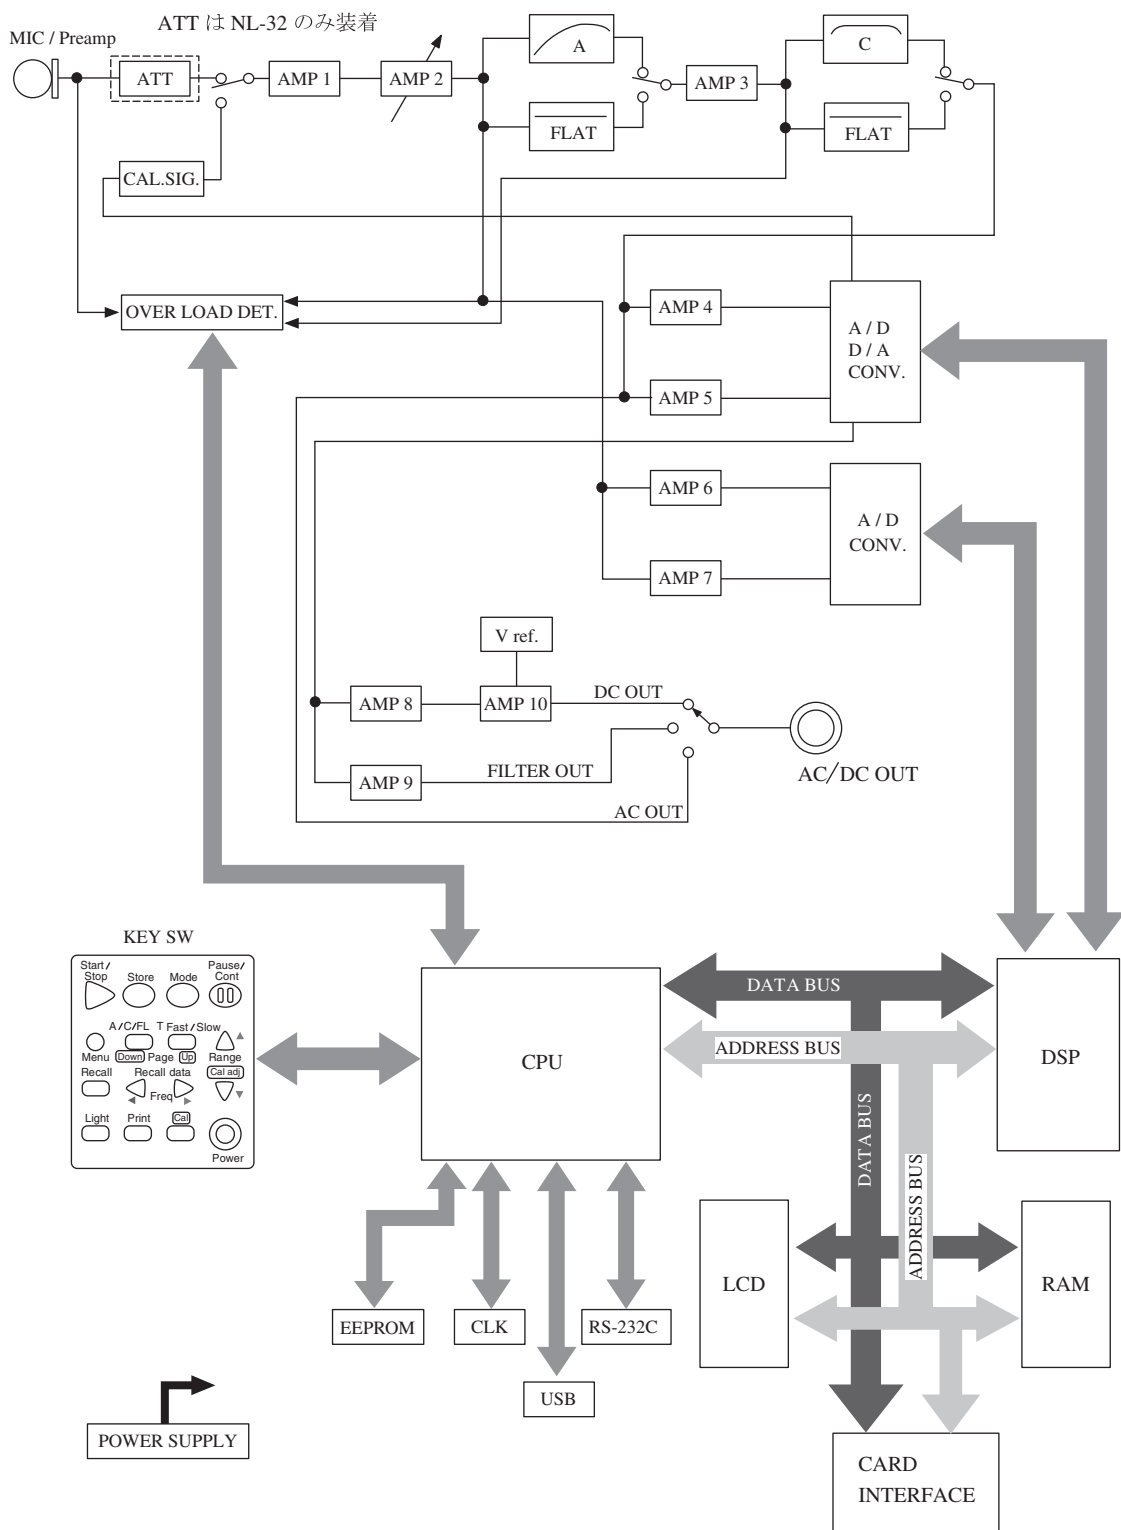 ATT は NL-32 のみ装着
MIC / Preamp
ATT
AMP 1
AMP 2
A
FLAT
AMP 3
C
FLAT
CAL.SIG.
OVER LOAD DET.
AMP 4
AMP 5
A / D
D / A
CONV.
AMP 6
AMP 7
A / D
CONV.
V ref.
AMP 8
AMP 10
DC OUT
AMP 9
FILTER OUT
AC OUT
AC/DC OUT
KEY SW
Start/
Stop
Store
Mode
Pause/
Cont
A/C/FL
T Fast/Slow
Menu
Down
Page
Up
Range
Recall
Recall data
Cal adj
Freq
Light
Print
Cal
Power
CPU
DATA BUS
ADDRESS BUS
DSP
DATA BUS
ADDRESS BUS
LCD
RAM
EEPROM
CLK
RS-232C
USB
POWER SUPPLY
CARD
INTERFACE